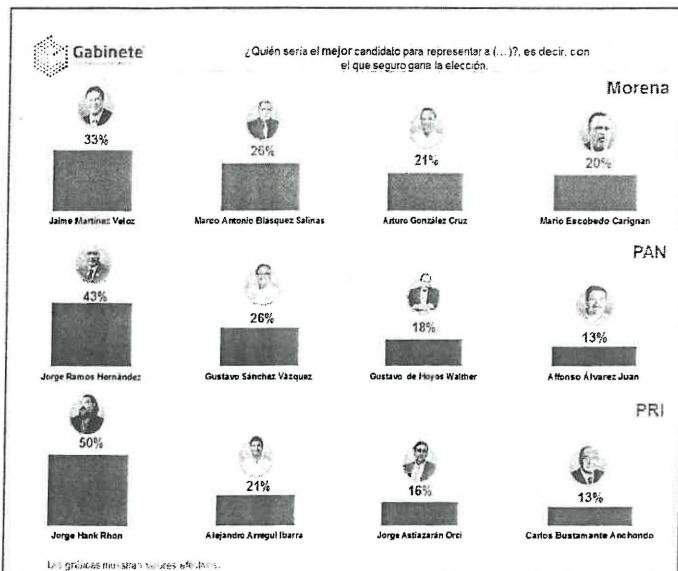 Gabinete
¿Quién sería el mejor candidato para representar a (...)?, es decir, con
el que seguro gana la elección.
Morena
33%
26%
21%
20%
Jaime Martínez Veloz
Marco Antonio Blásquez Salinas
Arturo González Cruz
Mario Escobedo Carignan
PAN
43%
26%
18%
13%
Jorge Ramos Hernández
Gustavo Sánchez Vázquez
Gustavo de Hoyos Walther
Affonso Álvarez Juan
PRI
50%
21%
16%
13%
Jorge Hank Rhon
Alejandro Arregui Ibarra
Jorge Astiazarán Orci
Carlos Bustamante Anchondo
Las gráficas muestran valores efectivos.